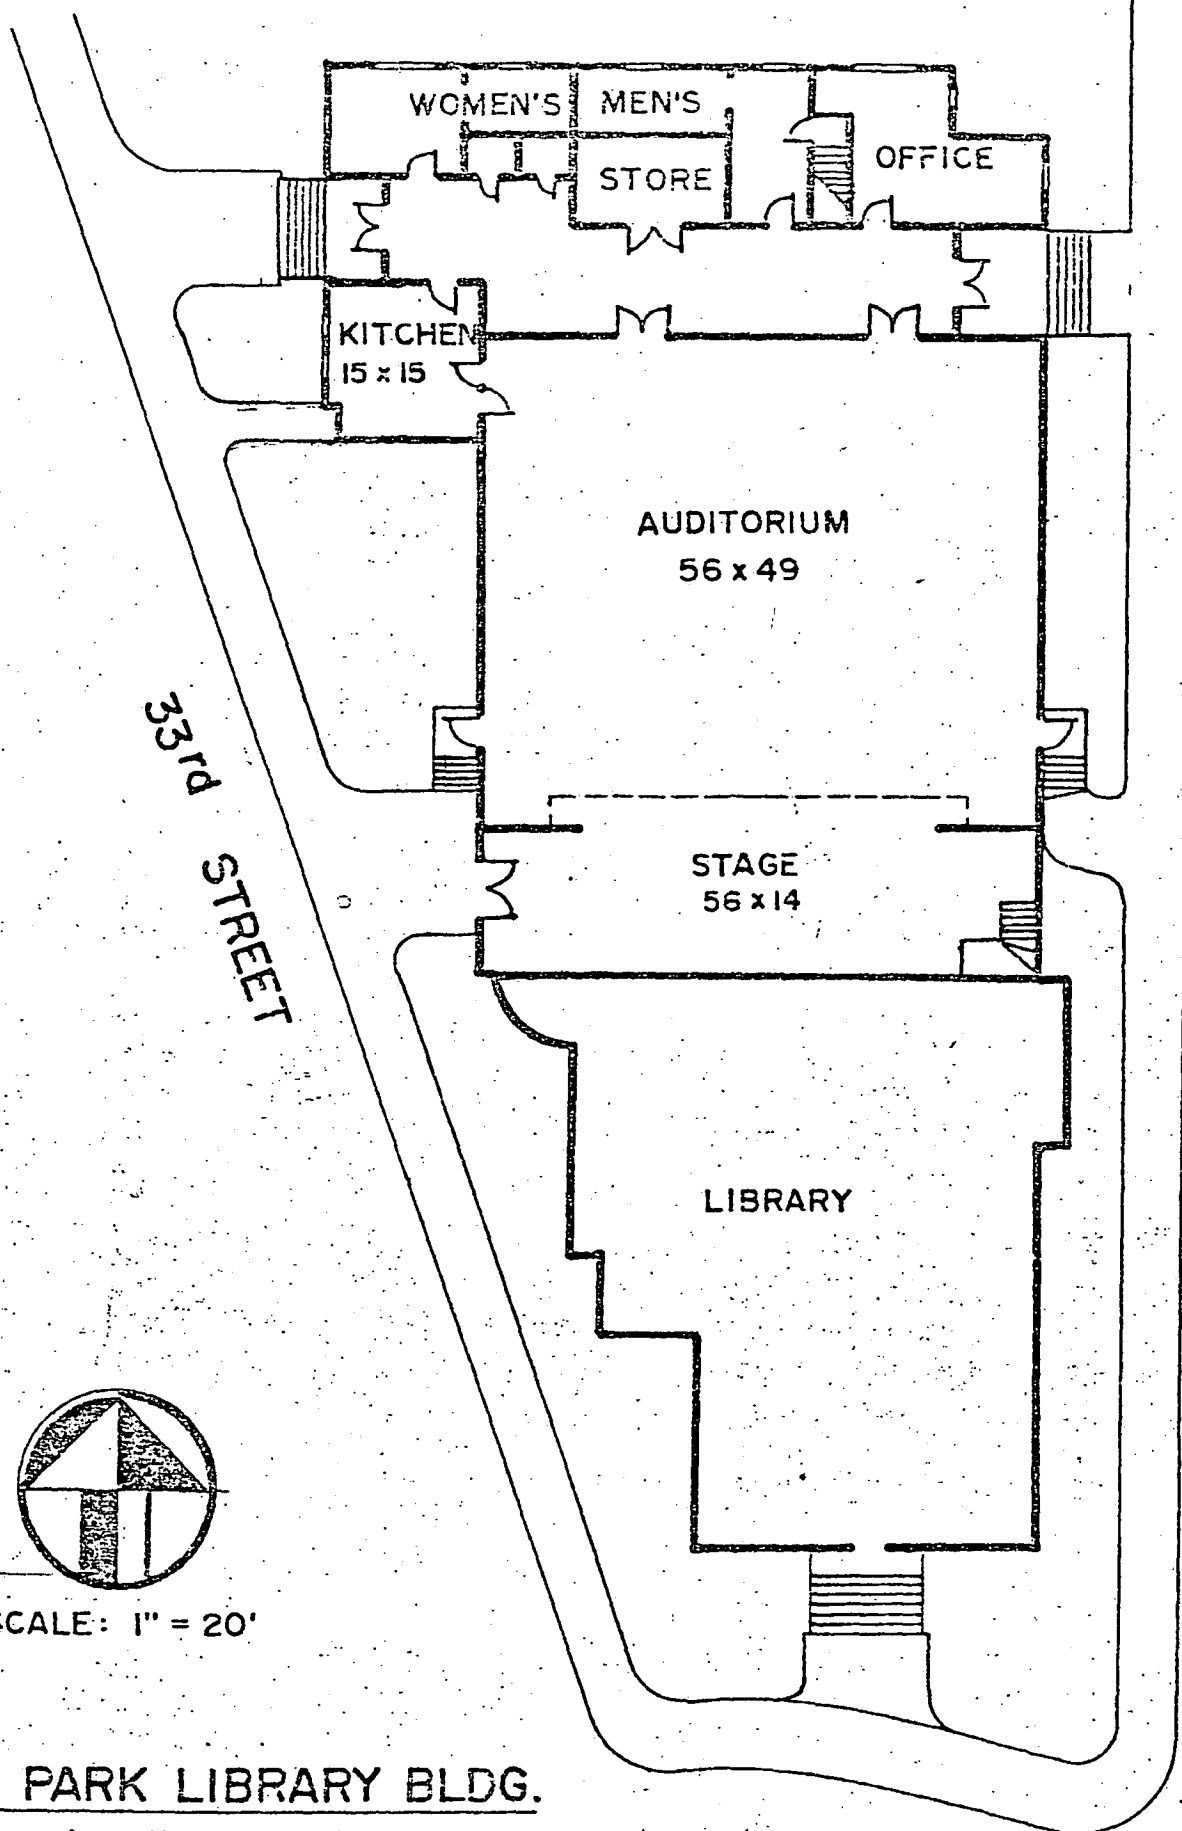 WOMEN'S
MEN'S
STORE
OFFICE
KITCHEN
15 x 15
AUDITORIUM
56 x 49
33rd STREET
STAGE
56 x 14
LIBRARY
SCALE: 1" = 20'
PARK LIBRARY BLDG.